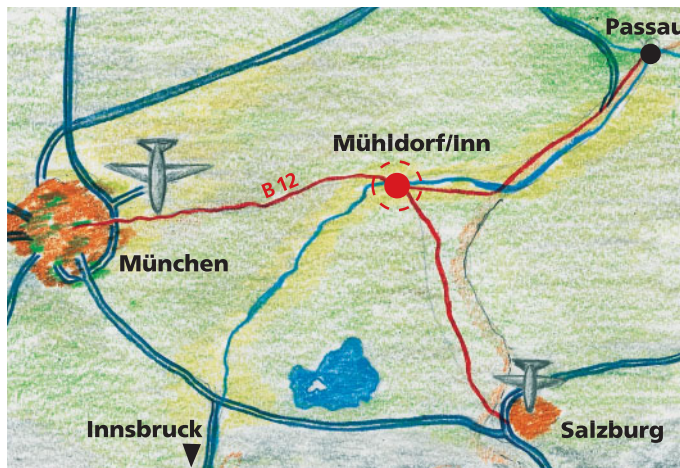 Passau
Mühldorf/Inn
B 12
München
Innsbruck
Salzburg